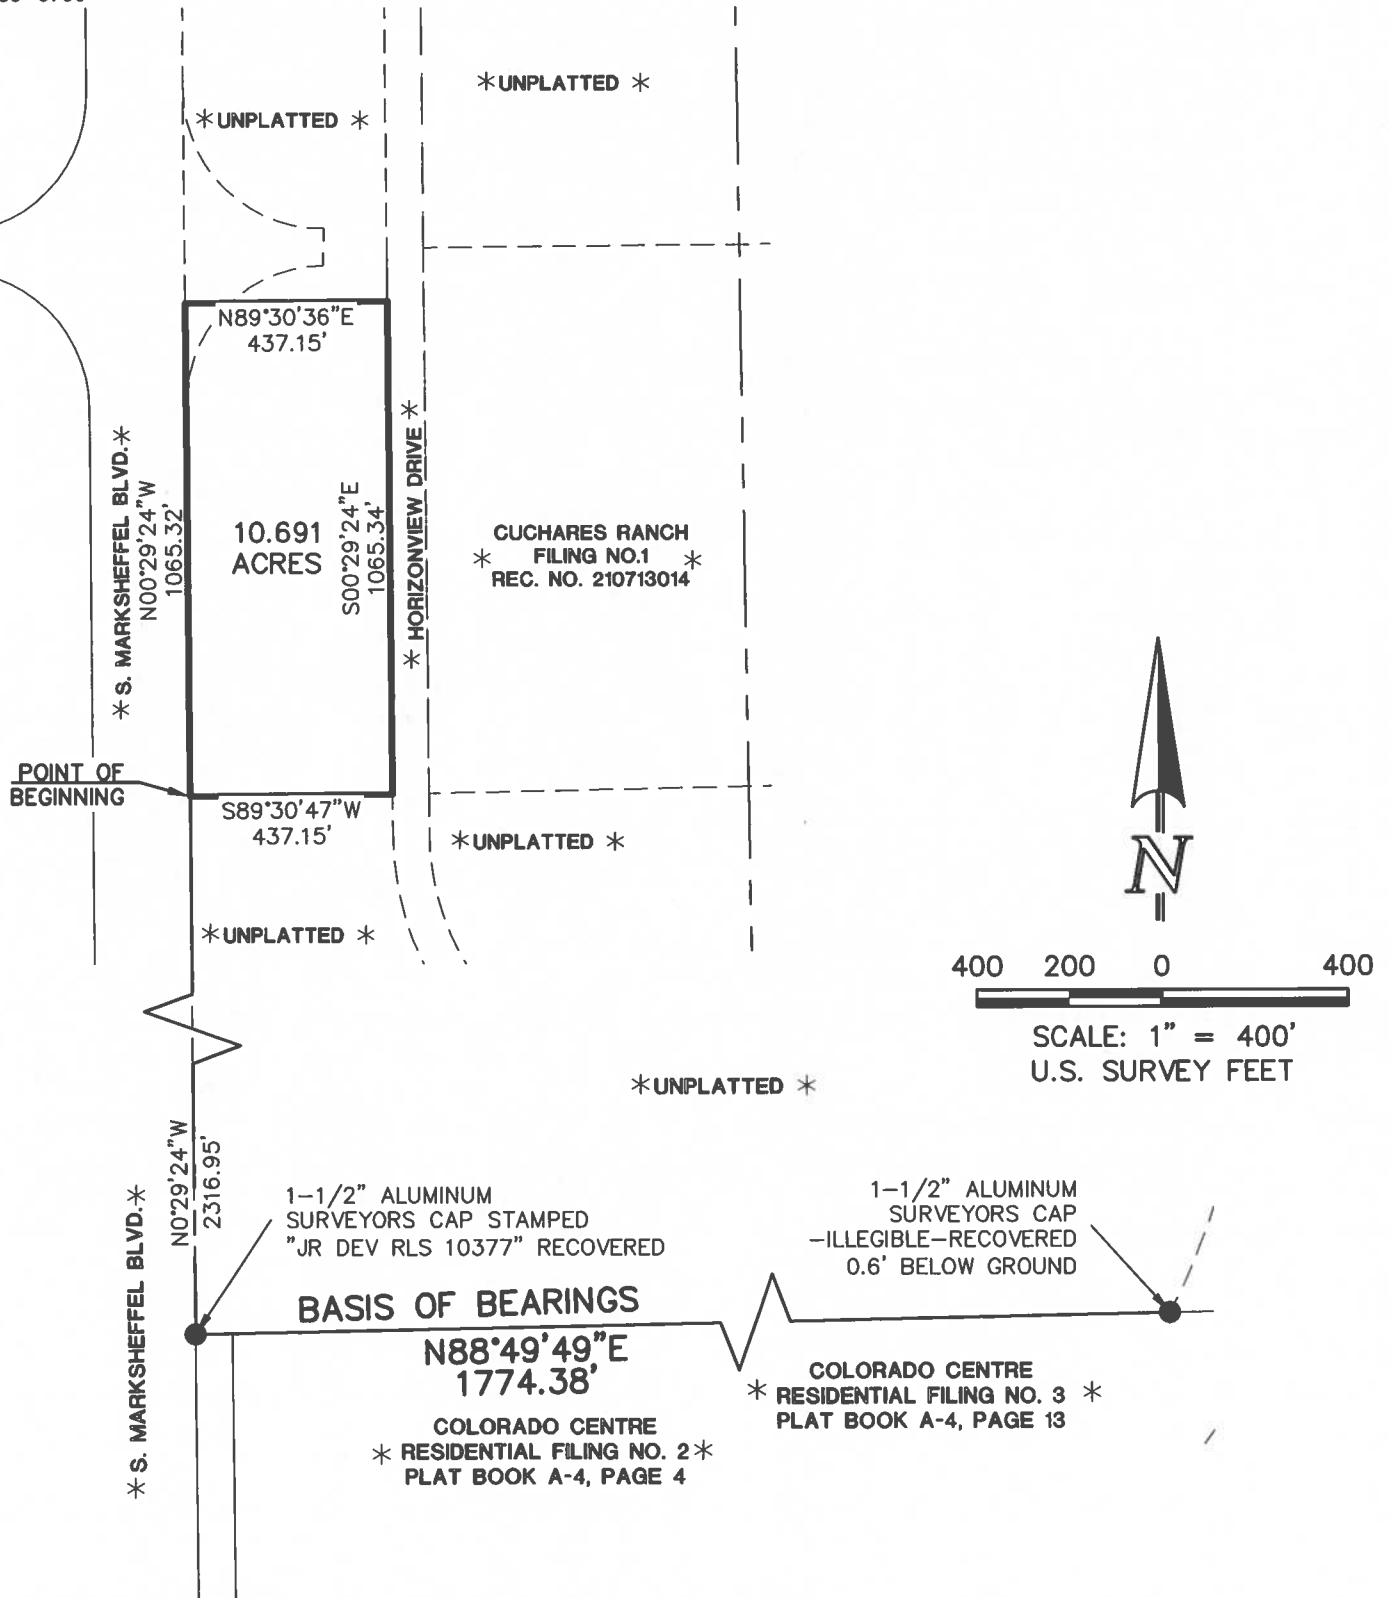 *UNPLATTED *
*UNPLATTED *
N89°30'36"E
437.15'
*S. MARKSHEFFEL BLVD.*
N00°29'24"W
1065.32'
10.691
ACRES
S00°29'24"E
1065.34'
*HORIZONVIEW DRIVE *
CUCHARES RANCH
* FILING NO.1 *
REC. NO. 210713014
POINT OF
BEGINNING
S89°30'47"W
437.15'
*UNPLATTED *
*UNPLATTED *
N
400 200 0 400
SCALE: 1" = 400'
U.S. SURVEY FEET
*UNPLATTED *
N0°29'24"W
2316.95'
*S. MARKSHEFFEL BLVD.*
1-1/2" ALUMINUM
SURVEYORS CAP STAMPED
"JR DEV RLS 10377" RECOVERED
1-1/2" ALUMINUM
SURVEYORS CAP
-ILLEGIBLE-RECOVERED
0.6' BELOW GROUND
BASIS OF BEARINGS
N88°49'49"E
1774.38'
COLORADO CENTRE
* RESIDENTIAL FILING NO. 3 *
PLAT BOOK A-4, PAGE 13
COLORADO CENTRE
* RESIDENTIAL FILING NO. 2*
PLAT BOOK A-4, PAGE 4